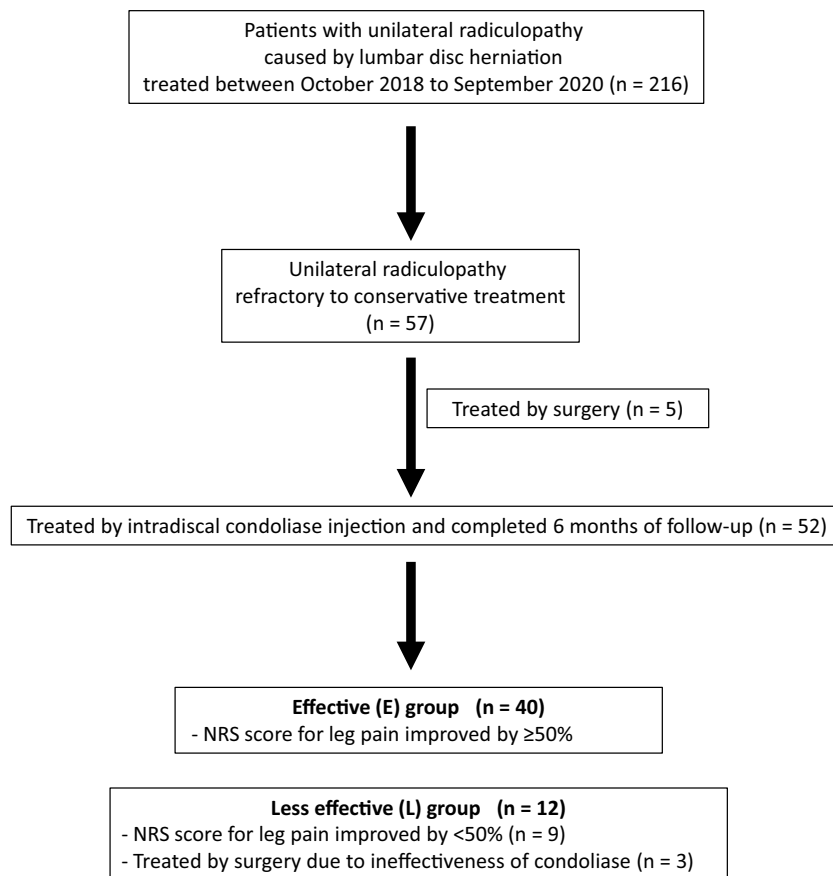 Patients with unilateral radiculopathy
caused by lumbar disc herniation
treated between October 2018 to September 2020 (n = 216)
Unilateral radiculopathy
refractory to conservative treatment
(n = 57)
Treated by surgery (n = 5)
Treated by intradiscal condoliase injection and completed 6 months of follow-up (n = 52)
Effective (E) group (n = 40)
- NRS score for leg pain improved by ≥50%
Less effective (L) group (n = 12)
- NRS score for leg pain improved by <50% (n = 9)
- Treated by surgery due to ineffectiveness of condoliase (n = 3)